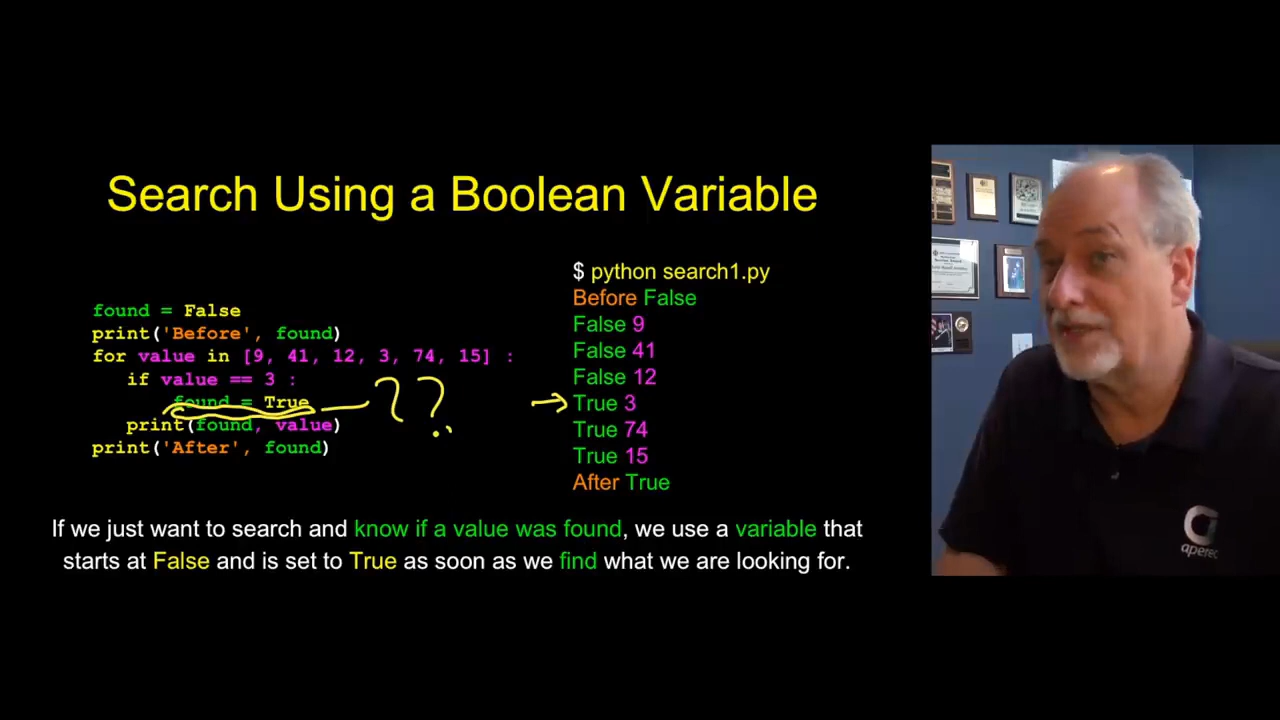 Search Using a Boolean Variable
found = False
print('Before', found)
for value in [9, 41, 12, 3, 74, 15] :
if value == 3 :
found = True
print(found, value)
print('After', found)
??
$ python search1.py
Before False
False 9
False 41
False 12
True 3
True 74
True 15
After True
If we just want to search and know if a value was found, we use a variable that
starts at False and is set to True as soon as we find what we are looking for.